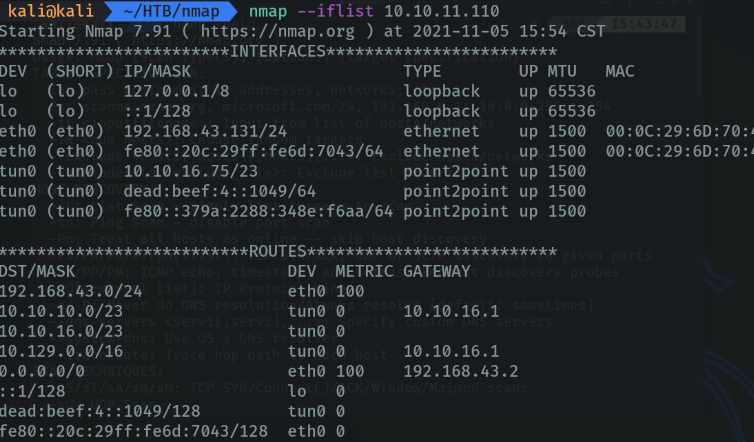 kali@kali ~/HTB/nmap nmap --iflist 10.10.11.110
15:43:47
Starting Nmap 7.91 ( https://nmap.org ) at 2021-11-05 15:54 CST
************************INTERFACES************************
DEV (SHORT) IP/MASK TYPE UP MTU MAC
lo (lo) 127.0.0.1/8 loopback up 65536
lo (lo) ::1/128 loopback up 65536
eth0 (eth0) 192.168.43.131/24 ethernet up 1500 00:0C:29:6D:70:4
eth0 (eth0) fe80::20c:29ff:fe6d:7043/64 ethernet up 1500 00:0C:29:6D:70:4
tun0 (tun0) 10.10.16.75/23 point2point up 1500
tun0 (tun0) dead:beef:4::1049/64 point2point up 1500
tun0 (tun0) fe80::379a:2288:348e:f6aa/64 point2point up 1500
**************************ROUTES**************************
DST/MASK DEV METRIC GATEWAY
192.168.43.0/24 eth0 100
10.10.10.0/23 tun0 0 10.10.16.1
10.10.16.0/23 tun0 0
10.129.0.0/16 tun0 0 10.10.16.1
0.0.0.0/0 eth0 100 192.168.43.2
::1/128 lo 0
dead:beef:4::1049/128 tun0 0
fe80::20c:29ff:fe6d:7043/128 eth0 0